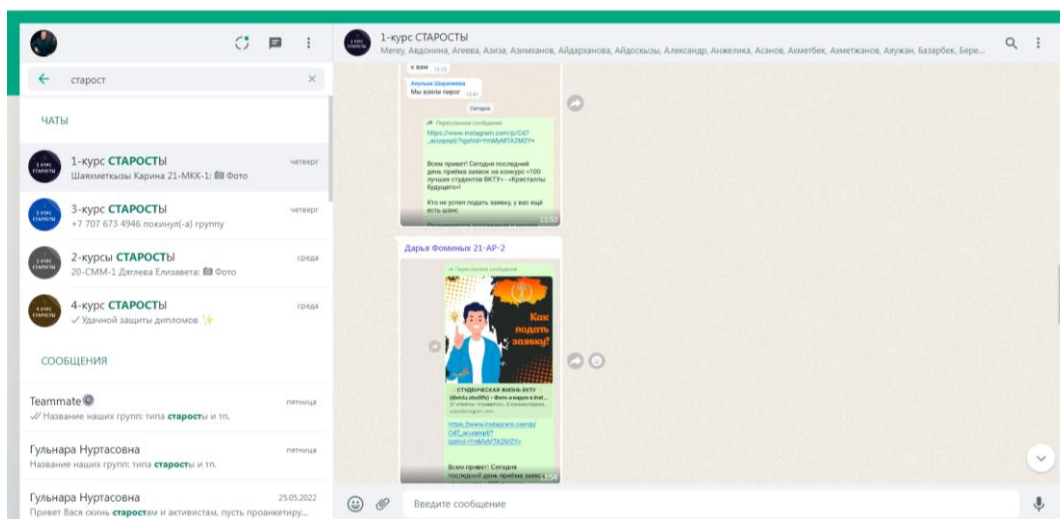 старост
ЧАТЫ
1-курс СТАРОСТЫ
четверг
Шаяхметкызы Карина 21-МКК-1: Фото
3-курс СТАРОСТЫ
четверг
+7 707 673 4946 покинул(-а) группу
2-курсы СТАРОСТЫ
среда
20-СММ-1 Дяглева Елизавета: Фото
4-курс СТАРОСТЫ
среда
Удачной защиты дипломов
СООБЩЕНИЯ
Teammate
пятница
Название наших групп: типа старосты и тп.
Гульнара Нуртасовна
пятница
Название наших групп: типа старосты и тп.
Гульнара Нуртасовна
25.05.2022
Привет Вася скинь старостам и активистам, пусть проанкетиру...
1-курс СТАРОСТЫ
Merey, Авдонина, Агеева, Азиза, Азимханов, Айдарханова, Айдоскызы, Александр, Анжелика, Асанов, Ахметбек, Ахметжанов, Ахужан, Базарбек, Бере...
к вам
Мы взяли пирог
Сегодня
Пересланное сообщение
Всем привет! Сегодня последний
день приёма заявок на конкурс «100
лучших студентов ВКТУ» - «Кристаллы
будущего»!
Кто не успел подать заявку, у вас ещё
есть шанс
11:50
Дарья Фоминых 21-АР-2
Пересланное сообщение
Как
подать
заявку?
СТУДЕНЧЕСКАЯ ЖИЗНЬ ВКТУ
www.instagram.com
Всем привет! Сегодня
последний день приёма заявок
Введите сообщение